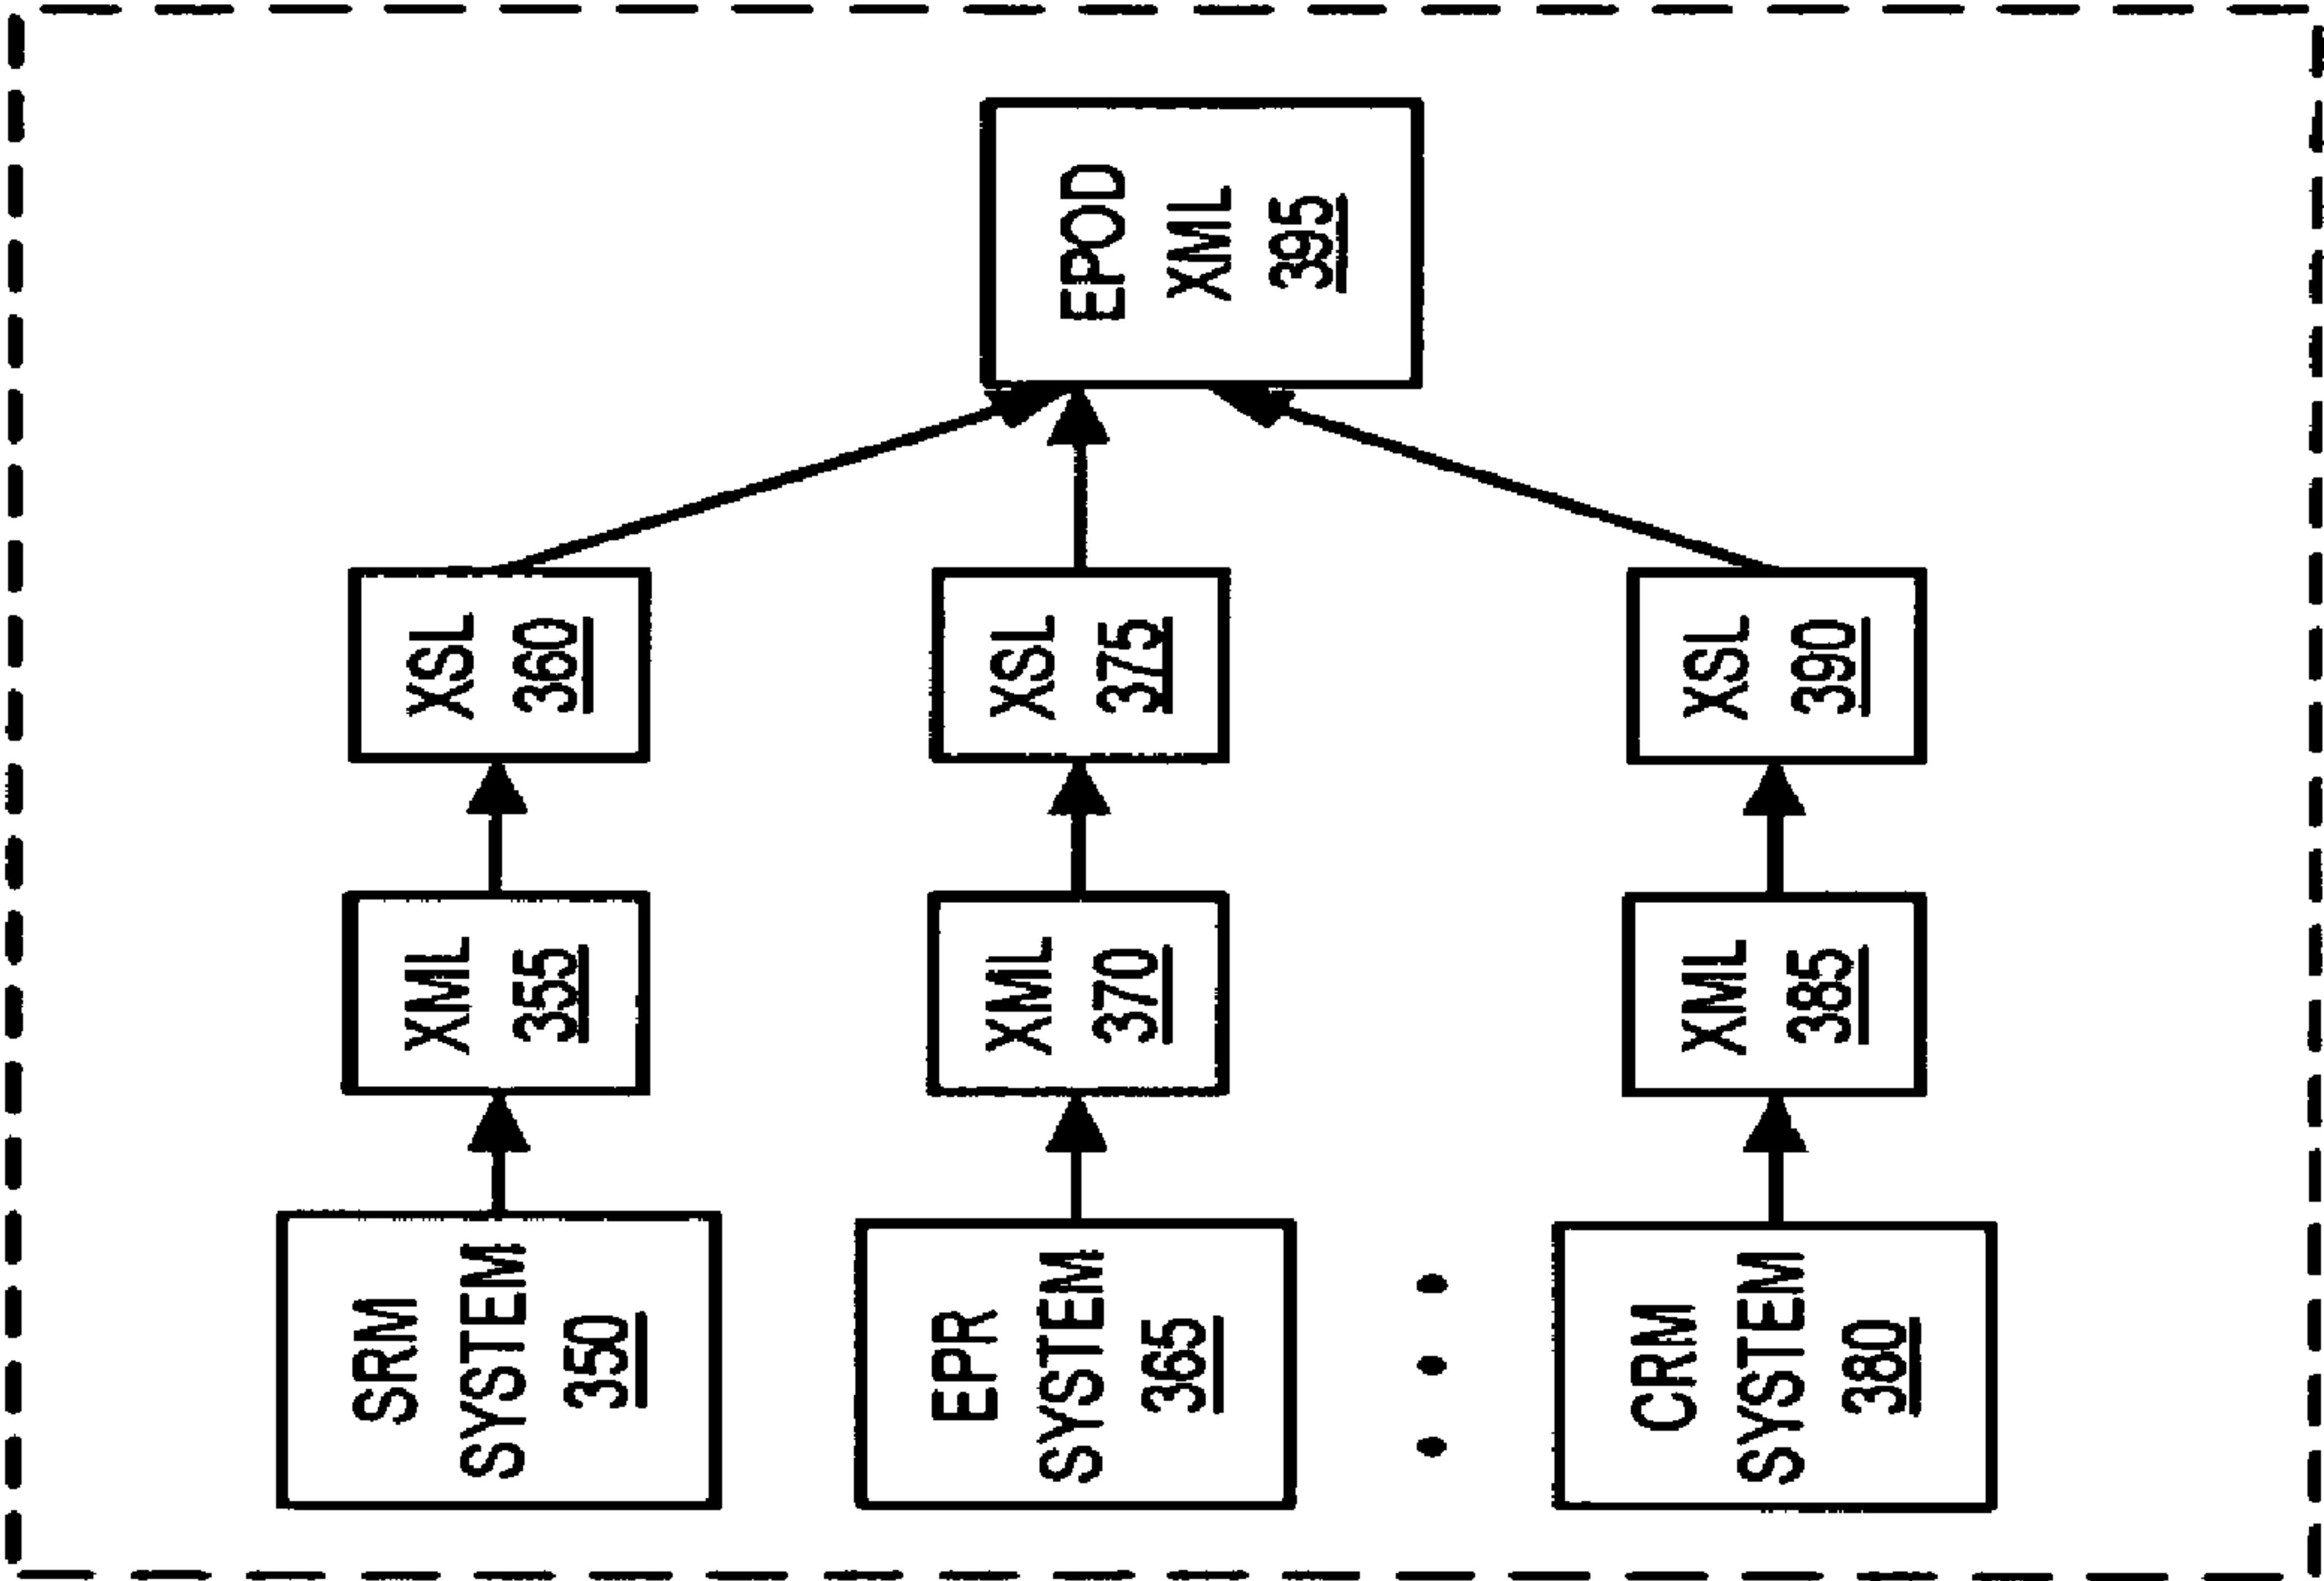 SRM
SYSTEM
350
XML
355
XSL
360
EPR
SYSTEM
365
XML
370
XSL
375
CRM
SYSTEM
380
XML
385
XSL
390
EPOD
XML
395